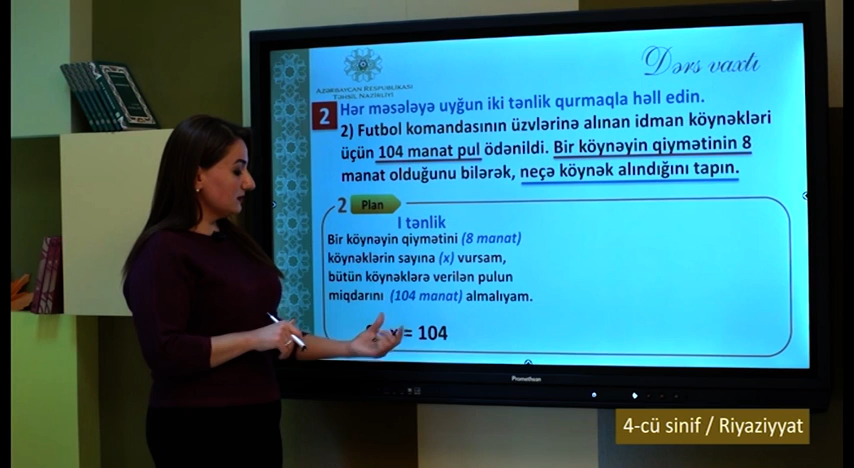 Dərs vaxtı
AZƏRBAYCAN RESPUBLİKASI
TƏHSİL NAZİRLİYİ
2 Hər məsələyə uyğun iki tənlik qurmaqla həll edin.
2) Futbol komandasının üzvlərinə alınan idman köynəkləri
üçün 104 manat pul ödənildi. Bir köynəyin qiymətinin 8
manat olduğunu bilərək, neçə köynək alındığını tapın.
2 Plan
I tənlik
Bir köynəyin qiymətini (8 manat)
köynəklərin sayına (x) vursam,
bütün köynəklərə verilən pulun
miqdarını (104 manat) almalıyam.
x = 104
Promethean
4-cü sinif / Riyaziyyat